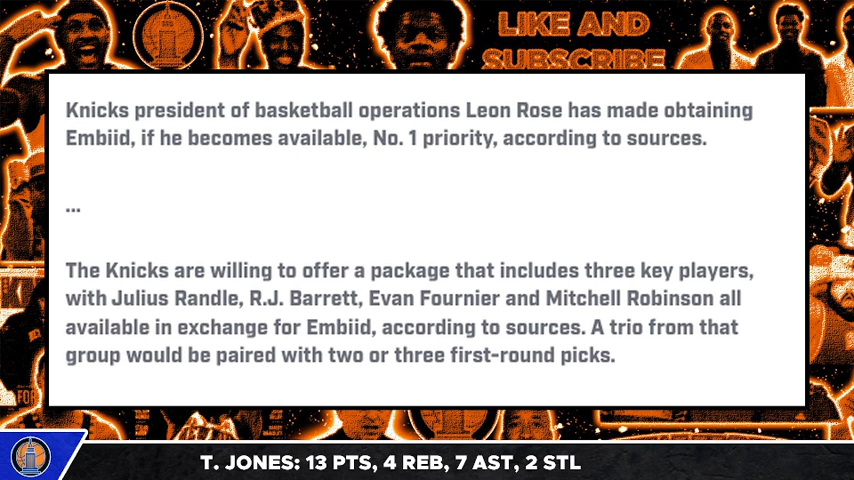 LIKE AND
SUBSCRIBE
Knicks president of basketball operations Leon Rose has made obtaining
Embiid, if he becomes available, No. 1 priority, according to sources.
...
The Knicks are willing to offer a package that includes three key players,
with Julius Randle, R.J. Barrett, Evan Fournier and Mitchell Robinson all
available in exchange for Embiid, according to sources. A trio from that
group would be paired with two or three first-round picks.
T. JONES: 13 PTS, 4 REB, 7 AST, 2 STL